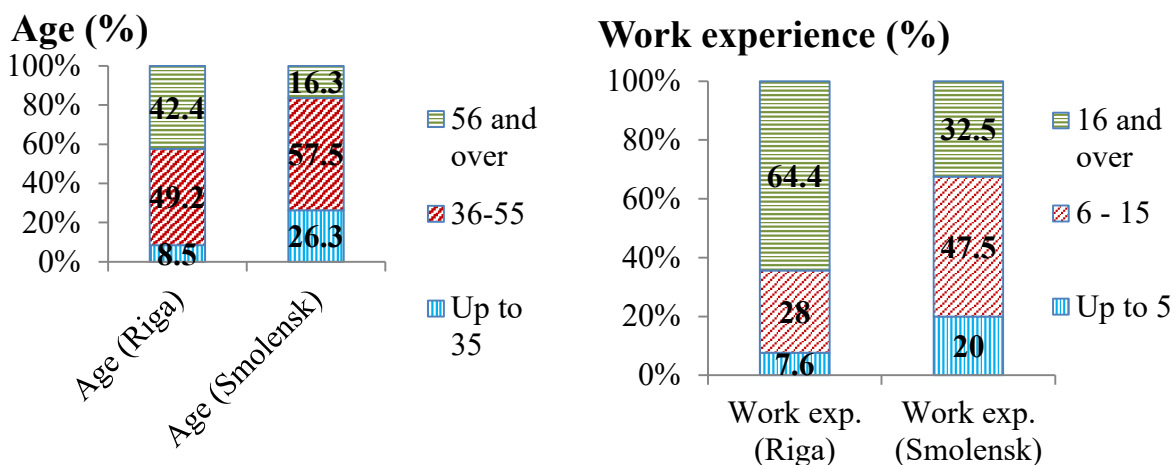 Age (%)
100%
80%
60%
40%
20%
0%
42.4
49.2
8.5
16.3
57.5
26.3
Age (Riga)
Age (Smolensk)
56 and
over
36-55
Up to
35
Work experience (%)
100%
80%
60%
40%
20%
0%
64.4
28
7.6
32.5
47.5
20
Work exp.
(Riga)
Work exp.
(Smolensk)
16 and
over
6 - 15
Up to 5